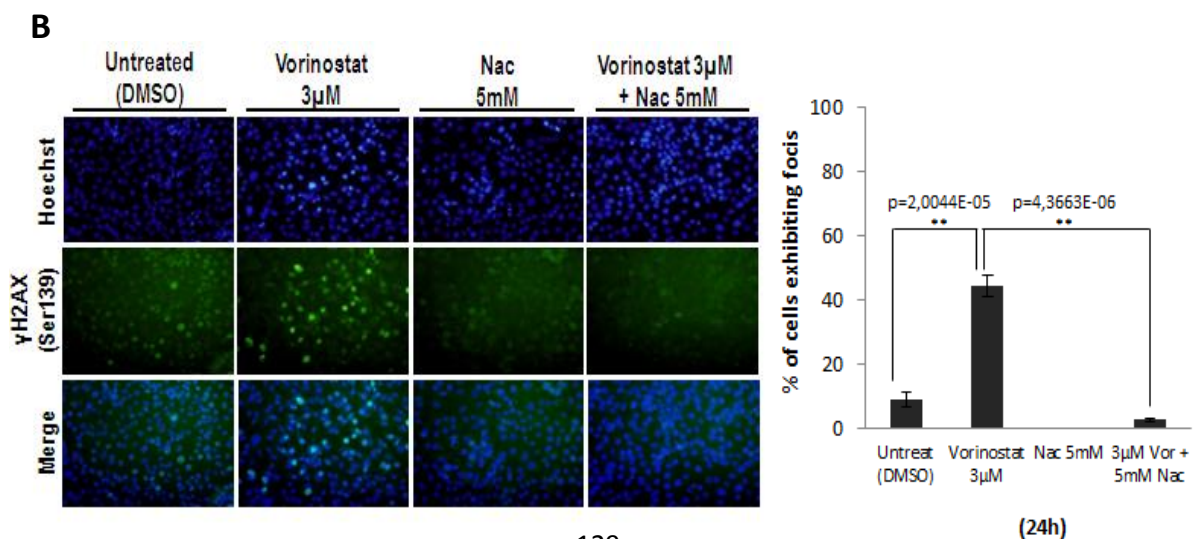 B
Untreated
(DMSO)
Vorinostat
3µM
Nac
5mM
Vorinostat 3µM
+ Nac 5mM
Hoechst
γH2AX
(Ser139)
Merge
% of cells exhibiting focis
100
80
60
40
20
0
p=2,0044E-05
**
p=4,3663E-06
**
Untreat
(DMSO)
Vorinostat
3µM
Nac 5mM
3µM Vor +
5mM Nac
(24h)